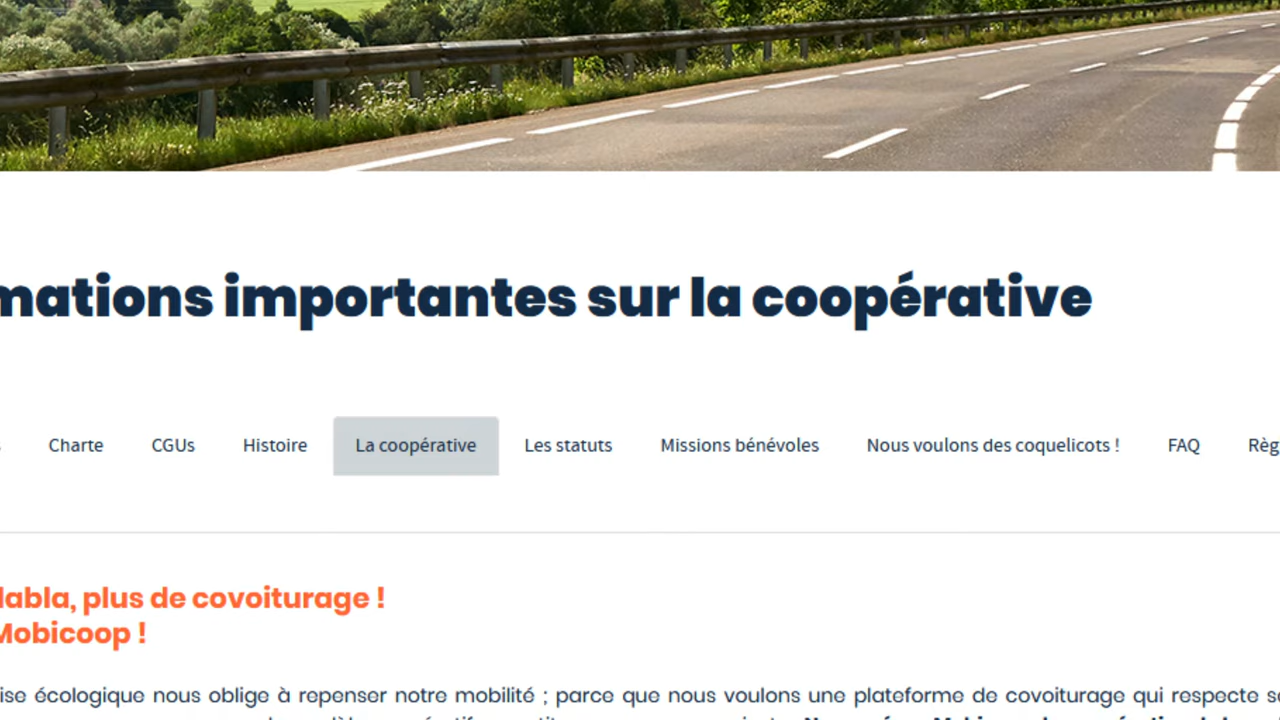 mations importantes sur la coopérative
Charte CGUs Histoire La coopérative Les statuts Missions bénévoles Nous voulons des coquelicots ! FAQ Règ
labla, plus de covoiturage !
Mobicoop !
ise écologique nous oblige à repenser notre mobilité ; parce que nous voulons une plateforme de covoiturage qui respecte